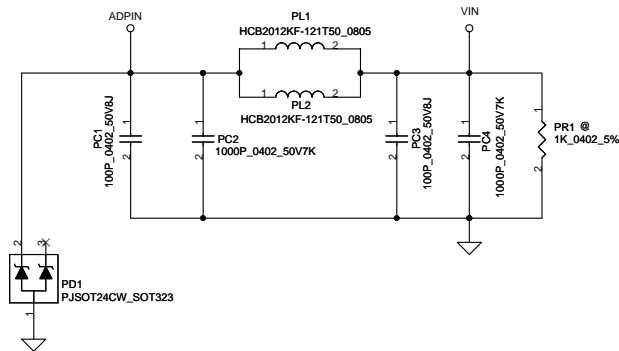 ADPIN
VIN
PL1
HCB2012KF-121T50_0805
1 2
1 2
PL2
HCB2012KF-121T50_0805
1
2
PC1
100P_0402_50V8J
1
2
PC2
1000P_0402_50V7K
1
2
PC3
100P_0402_50V8J
1
2
PC4
1000P_0402_50V7K
1
2
PR1 @
1K_0402_5%
2
3
1
PD1
PJSOT24CW_SOT323